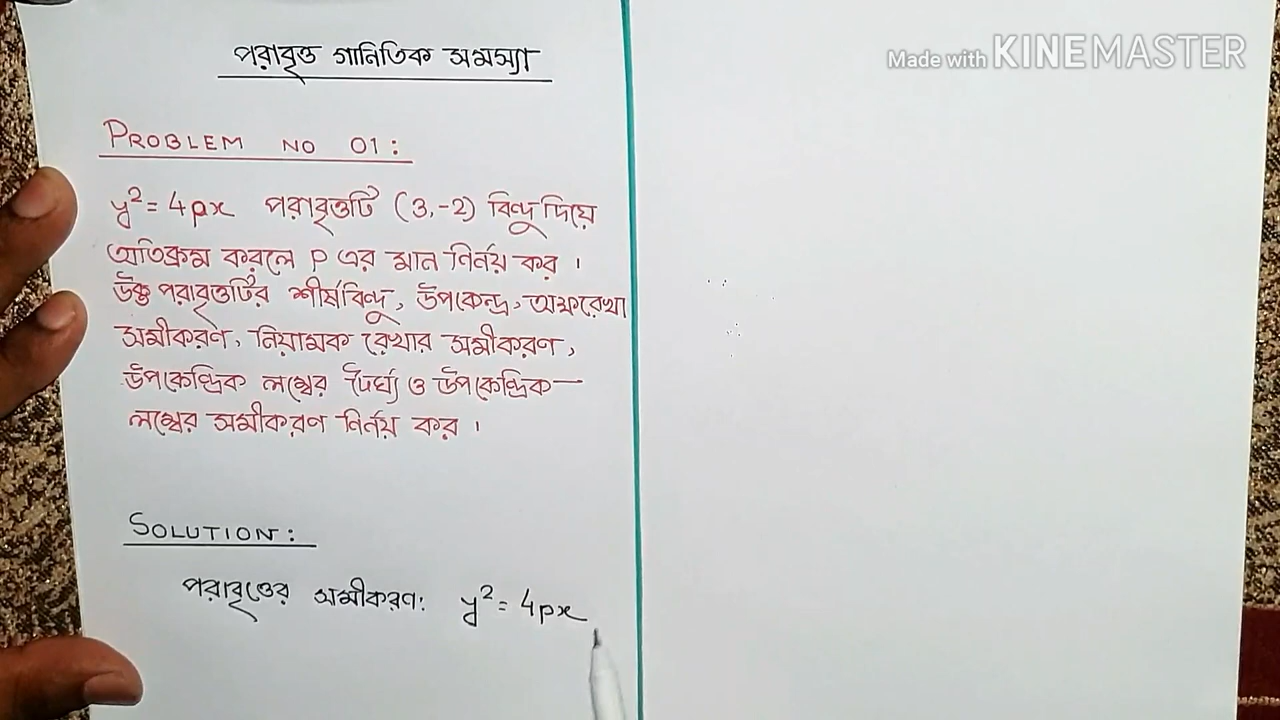 পরাবৃত্ত গানিতিক সমস্যা
Made with KINEMASTER
PROBLEM NO 01:
y² = 4px পরাবৃত্তটি (3,-2) বিন্দু দিয়ে
অতিক্রম করলে p এর মান নির্নয় কর ।
উক্ত পরাবৃত্তটির শীর্ষবিন্দু, উপকেন্দ্র, অক্ষরেখা
সমীকরণ, নিয়ামক রেখার সমীকরণ,
উপকেন্দ্রিক লম্বের দৈর্ঘ্য ও উপকেন্দ্রিক—
লম্বের সমীকরণ নির্নয় কর ।
SOLUTION:
পরাবৃত্তের সমীকরণ: y² = 4px